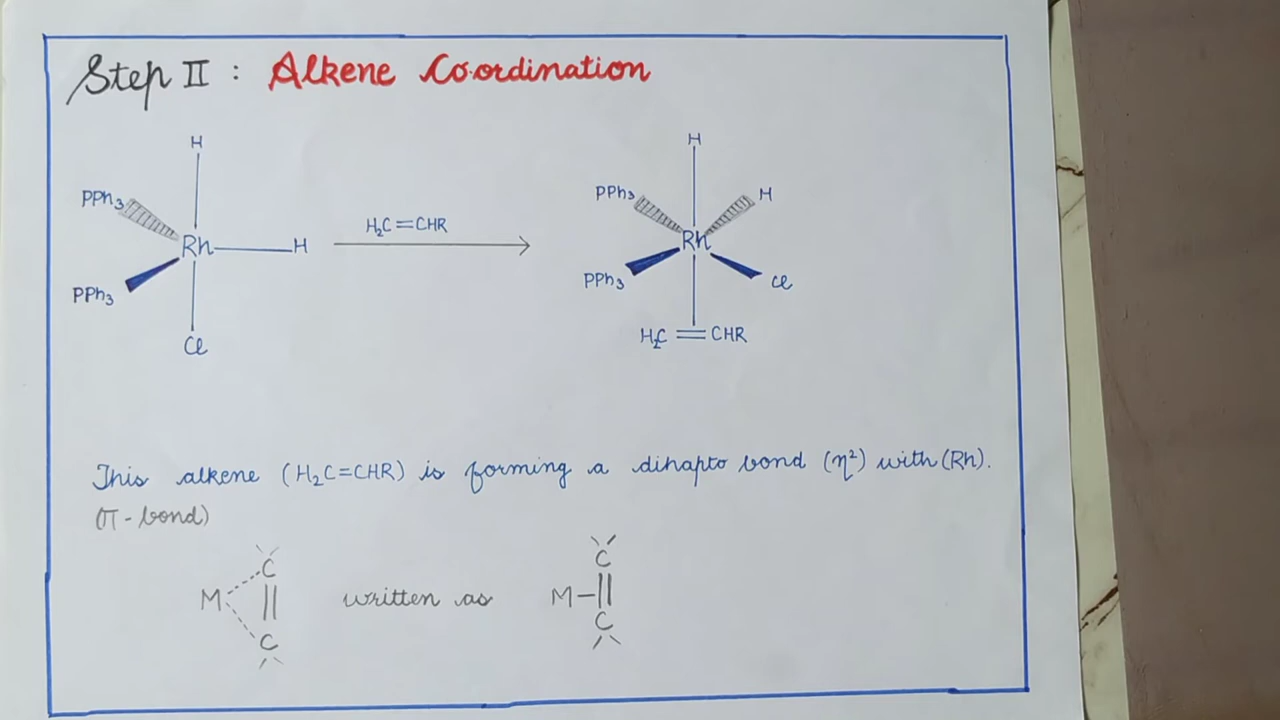 Step II : Alkene Coordination
H H
PPh₃ PPh₃ H
H₂C=CHR
Rh H Rh
PPh₃ PPh₃ Cl
Cl H₂C=CHR
This alkene (H₂C=CHR) is forming a dihapto bond (η²) with (Rh).
(π-bond)
C C
M written as M
C C